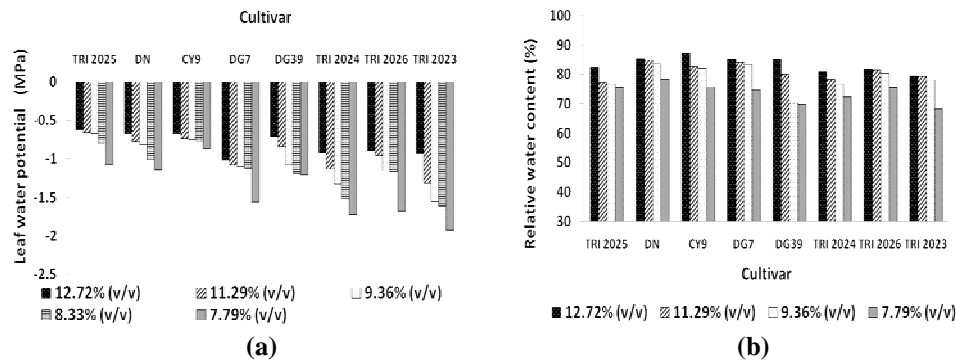 Cultivar
TRI 2025 DN CY9 DG7 DG39 TRI 2024 TRI 2026 TRI 2023
Leaf water potential (MPa)
0
-0.5
-1
-1.5
-2
-2.5
12.72% (v/v) 11.29% (v/v) 9.36% (v/v)
8.33% (v/v) 7.79% (v/v)
(a)
Relative water content (%)
100
90
80
70
60
50
40
30
TRI 2025 DN CY9 DG7 DG39 TRI 2024 TRI 2026 TRI 2023
Cultivar
12.72% (v/v) 11.29% (v/v) 9.36% (v/v) 7.79% (v/v)
(b)